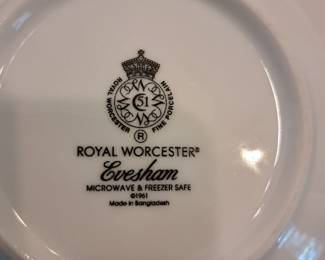 ROYAL WORCESTER FINE PORCELAIN
51
®
ROYAL WORCESTER®
Evesham
MICROWAVE & FREEZER SAFE
©1961
Made in Bangladesh